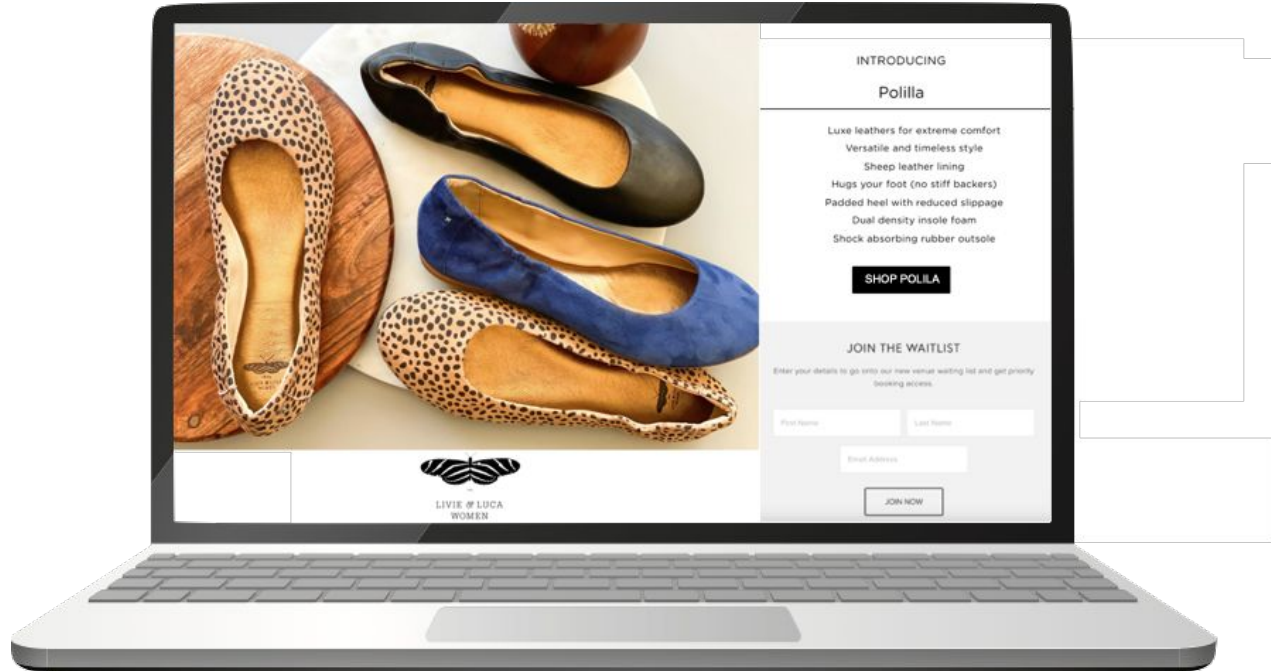 INTRODUCING
Polilla
Luxe leathers for extreme comfort
Versatile and timeless style
Sheep leather lining
Hugs your foot (no stiff backers)
Padded heel with reduced slippage
Dual density insole foam
Shock absorbing rubber outsole
SHOP POLILA
JOIN THE WAITLIST
Enter your details to go onto our new venue waiting list and get priority
booking access.
First Name
Last Name
Email Address
JOIN NOW
LIVIE & LUCA
WOMEN